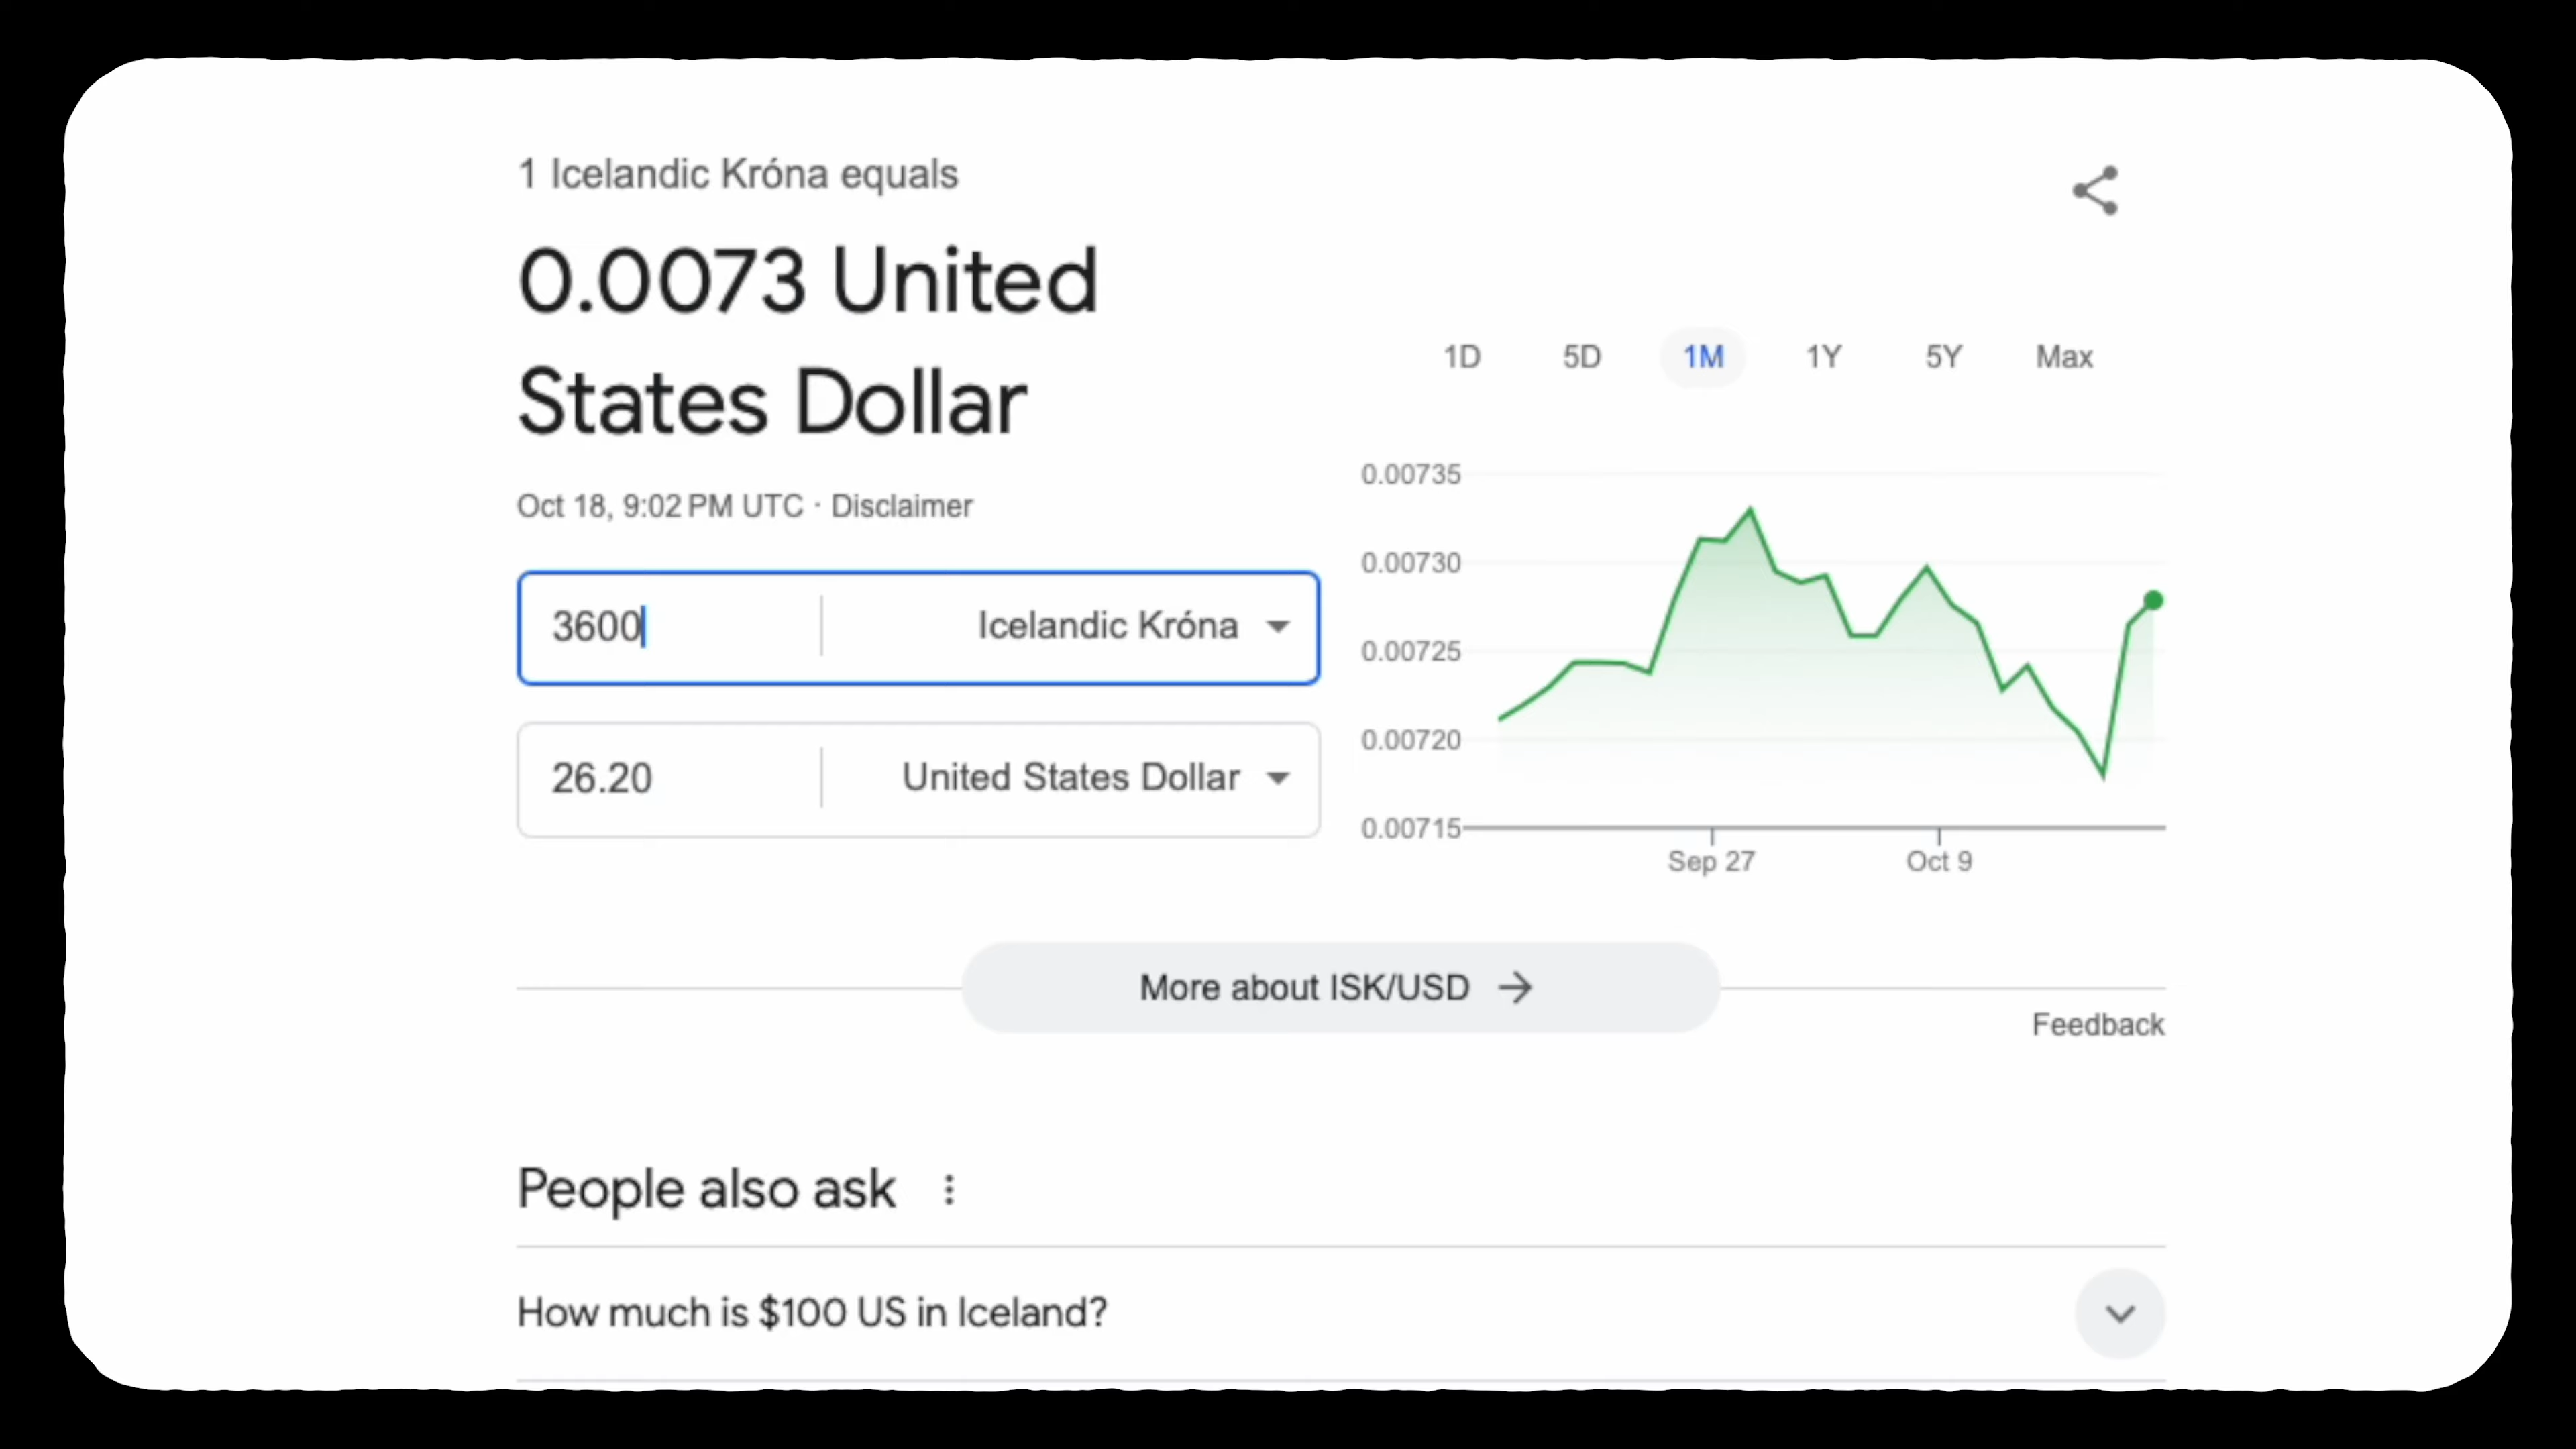 1 Icelandic Króna equals
0.0073 United
States Dollar
Oct 18, 9:02 PM UTC · Disclaimer
3600 Icelandic Króna
26.20 United States Dollar
1D 5D 1M 1Y 5Y Max
0.00735
0.00730
0.00725
0.00720
0.00715
Sep 27 Oct 9
More about ISK/USD
Feedback
People also ask
How much is $100 US in Iceland?